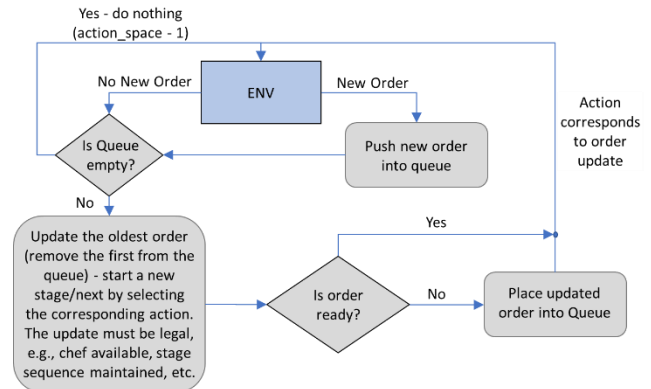 Yes - do nothing
(action_space - 1)
No New Order
ENV
New Order
Is Queue
empty?
Push new order
into queue
Action
corresponds
to order
update
No
Update the oldest order
(remove the first from the
queue) - start a new
stage/next by selecting
the corresponding action.
The update must be legal,
e.g., chef available, stage
sequence maintained, etc.
Yes
Is order
ready?
No
Place updated
order into Queue